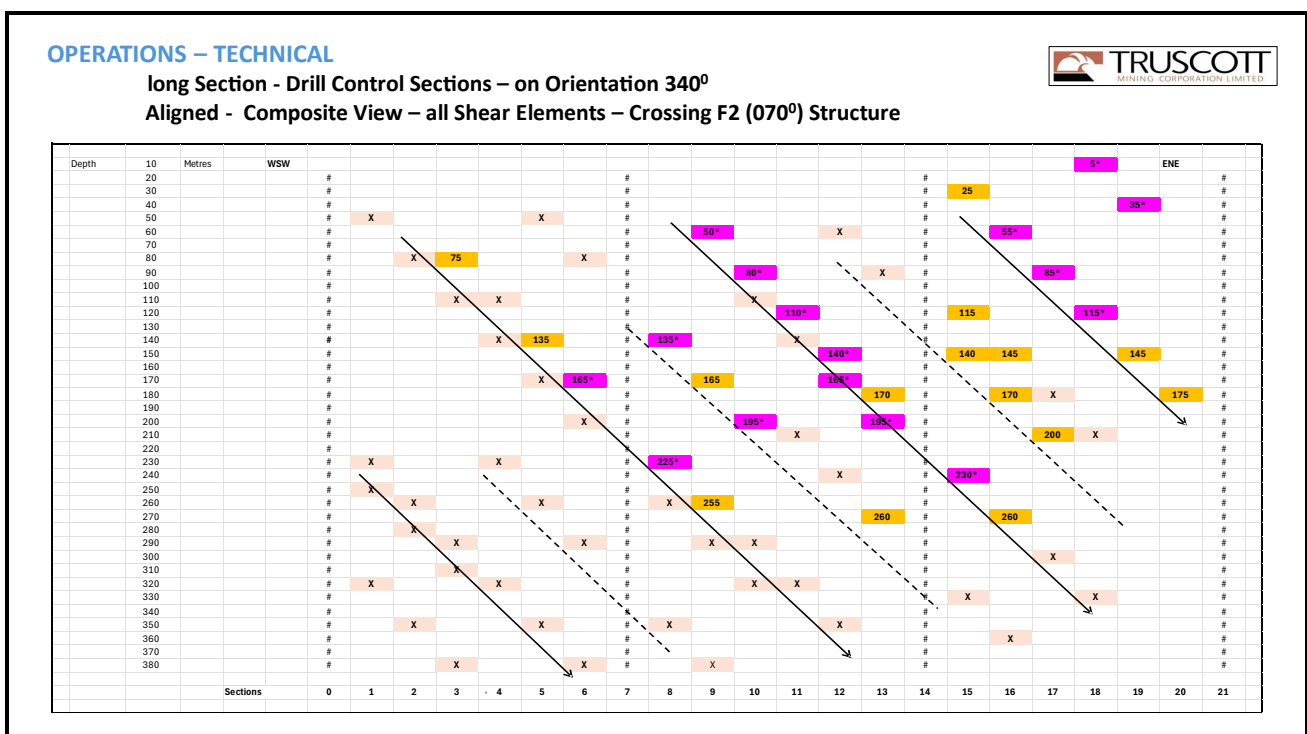 OPERATIONS – TECHNICAL
long Section - Drill Control Sections – on Orientation 340⁰
Aligned - Composite View – all Shear Elements – Crossing F2 (070⁰) Structure
TRUSCOTT
MINING CORPORATION LIMITED
Depth 10 Metres WSW 5* ENE
20 # # # #
30 # # # 25 #
40 # # # 35* #
50 # X X # # #
60 # # 50* X # 55* #
70 # # # #
80 # X 75 X # # #
90 # # 80* X # 85* #
100 # # # #
110 # X X # X # #
120 # # 110* # 115 115* #
130 # # # #
140 # X 135 # 135* X # #
150 # # 140* # 140 145 145 #
160 # # # #
170 # X 165* # 165 165* # #
180 # # 170 # 170 X 175 #
190 # # # #
200 # X # 195* 195* # #
210 # # X # 200 X #
220 # # # #
230 # X X # 225* # #
240 # # X # 230* #
250 # X # # #
260 # X X # X 255 # #
270 # # 260 # 260 #
280 # X # # #
290 # X X # X X # #
300 # # # X #
310 # X # # #
320 # X X # X X # #
330 # # # X X #
340 # # # #
350 # X X # X X # #
360 # # # X #
370 # # # #
380 # X X # X # #
Sections 0 1 2 3 4 5 6 7 8 9 10 11 12 13 14 15 16 17 18 19 20 21